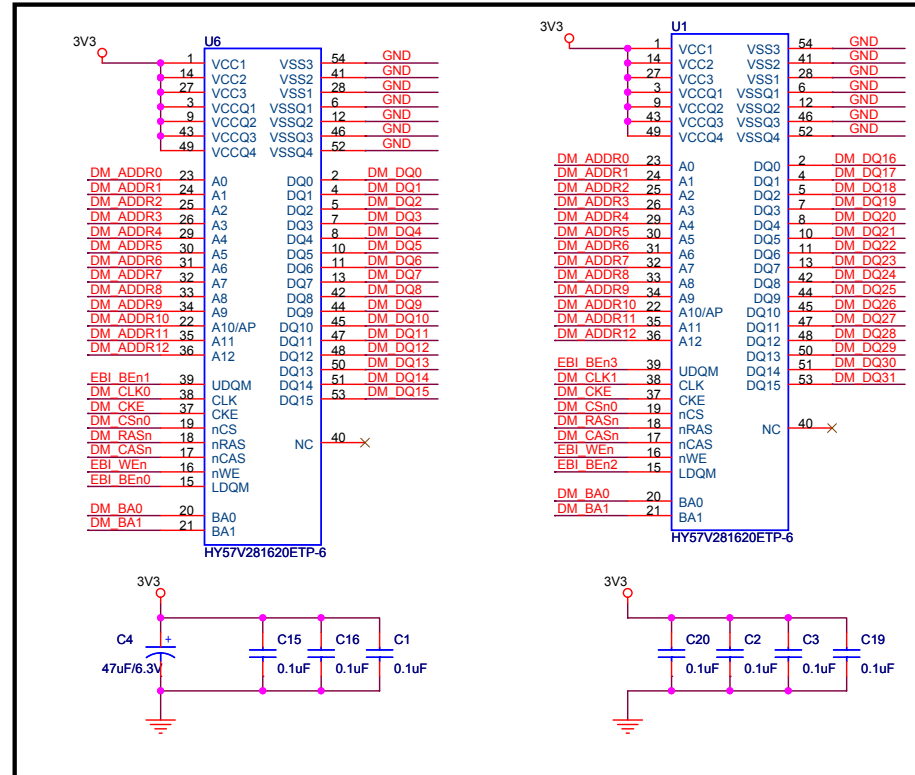 3V3
U6
1 VCC1 VSS3 54 GND
14 VCC2 VSS2 41 GND
27 VCC3 VSS1 28 GND
3 VCCQ1 VSSQ1 6 GND
9 VCCQ2 VSSQ2 12 GND
43 VCCQ3 VSSQ3 46 GND
49 VCCQ4 VSSQ4 52 GND
DM_ADDR0 23 A0 DQ0 2 DM_DQ0
DM_ADDR1 24 A1 DQ1 4 DM_DQ1
DM_ADDR2 25 A2 DQ2 5 DM_DQ2
DM_ADDR3 26 A3 DQ3 7 DM_DQ3
DM_ADDR4 29 A4 DQ4 8 DM_DQ4
DM_ADDR5 30 A5 DQ5 10 DM_DQ5
DM_ADDR6 31 A6 DQ6 11 DM_DQ6
DM_ADDR7 32 A7 DQ7 13 DM_DQ7
DM_ADDR8 33 A8 DQ8 42 DM_DQ8
DM_ADDR9 34 A9 DQ9 44 DM_DQ9
DM_ADDR10 22 A10/AP DQ10 45 DM_DQ10
DM_ADDR11 35 A11 DQ11 47 DM_DQ11
DM_ADDR12 36 A12 DQ12 48 DM_DQ12
DQ13 50 DM_DQ13
EBI_BEn1 39 UDQM DQ14 51 DM_DQ14
DM_CLK0 38 CLK DQ15 53 DM_DQ15
DM_CKE 37 CKE
DM_CSn0 19 nCS
DM_RASn 18 nRAS NC 40
DM_CASn 17 nCAS
EBI_WEn 16 nWE
EBI_BEn0 15 LDQM
DM_BA0 20 BA0
DM_BA1 21 BA1
HY57V281620ETP-6
3V3
U1
1 VCC1 VSS3 54 GND
14 VCC2 VSS2 41 GND
27 VCC3 VSS1 28 GND
3 VCCQ1 VSSQ1 6 GND
9 VCCQ2 VSSQ2 12 GND
43 VCCQ3 VSSQ3 46 GND
49 VCCQ4 VSSQ4 52 GND
DM_ADDR0 23 A0 DQ0 2 DM_DQ16
DM_ADDR1 24 A1 DQ1 4 DM_DQ17
DM_ADDR2 25 A2 DQ2 5 DM_DQ18
DM_ADDR3 26 A3 DQ3 7 DM_DQ19
DM_ADDR4 29 A4 DQ4 8 DM_DQ20
DM_ADDR5 30 A5 DQ5 10 DM_DQ21
DM_ADDR6 31 A6 DQ6 11 DM_DQ22
DM_ADDR7 32 A7 DQ7 13 DM_DQ23
DM_ADDR8 33 A8 DQ8 42 DM_DQ24
DM_ADDR9 34 A9 DQ9 44 DM_DQ25
DM_ADDR10 22 A10/AP DQ10 45 DM_DQ26
DM_ADDR11 35 A11 DQ11 47 DM_DQ27
DM_ADDR12 36 A12 DQ12 48 DM_DQ28
DQ13 50 DM_DQ29
EBI_BEn3 39 UDQM DQ14 51 DM_DQ30
DM_CLK1 38 CLK DQ15 53 DM_DQ31
DM_CKE 37 CKE
DM_CSn0 19 nCS
DM_RASn 18 nRAS NC 40
DM_CASn 17 nCAS
EBI_WEn 16 nWE
EBI_BEn2 15 LDQM
DM_BA0 20 BA0
DM_BA1 21 BA1
HY57V281620ETP-6
3V3
C4 + C15 C16 C1
47uF/6.3V 0.1uF 0.1uF 0.1uF
3V3
C20 C2 C3 C19
0.1uF 0.1uF 0.1uF 0.1uF